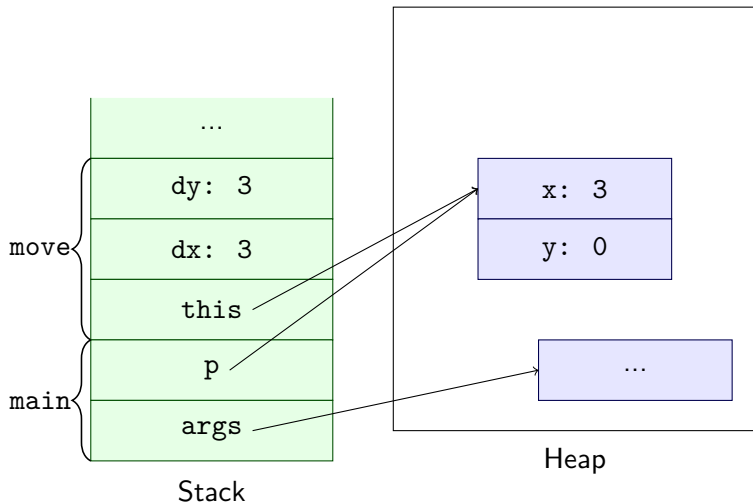 ...
dy: 3
dx: 3
this
p
args
move
main
Stack
x: 3
y: 0
...
Heap